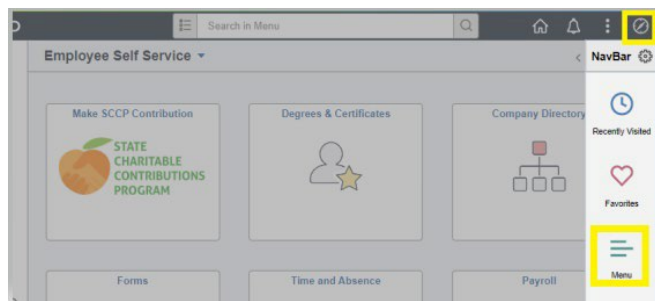 Search in Menu
Employee Self Service
NavBar
Make SCCP Contribution
STATE
CHARITABLE
CONTRIBUTIONS
PROGRAM
Degrees & Certificates
Company Directory
Recently Visited
Favorites
Menu
Forms
Time and Absence
Payroll